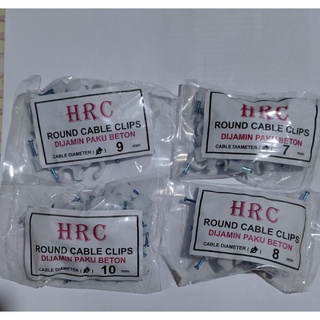 HRC
ROUND CABLE CLIPS
DIJAMIN PAKU BETON
CABLE DIAMETER ( ) 9 mm
HRC
ROUND CABLE CLIPS
DIJAMIN PAKU BETON
CABLE DIAMETER ( ) 7 mm
HRC
ROUND CABLE CLIPS
DIJAMIN PAKU BETON
CABLE DIAMETER ( ) 10 mm
HRC
ROUND CABLE CLIPS
DIJAMIN PAKU BETON
CABLE DIAMETER ( ) 8 mm